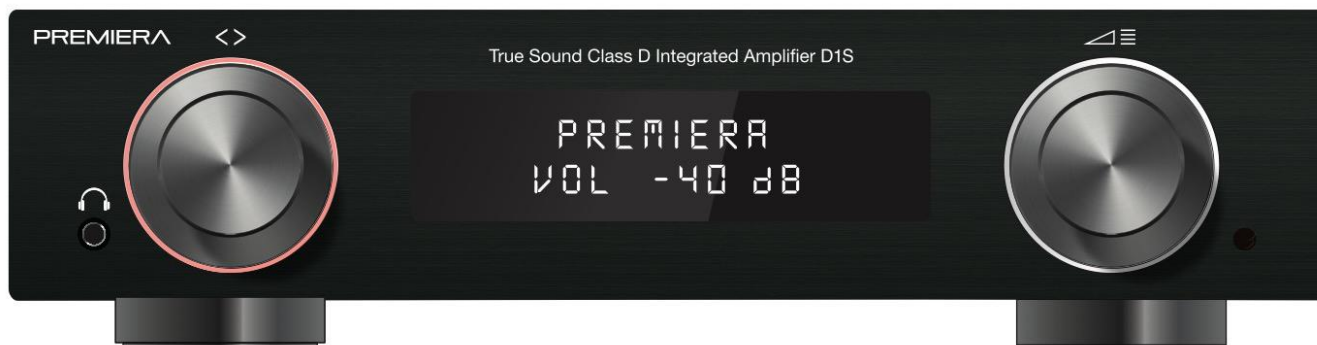 PREMIERA
True Sound Class D Integrated Amplifier D1S
PREMIERA
VOL -40 dB